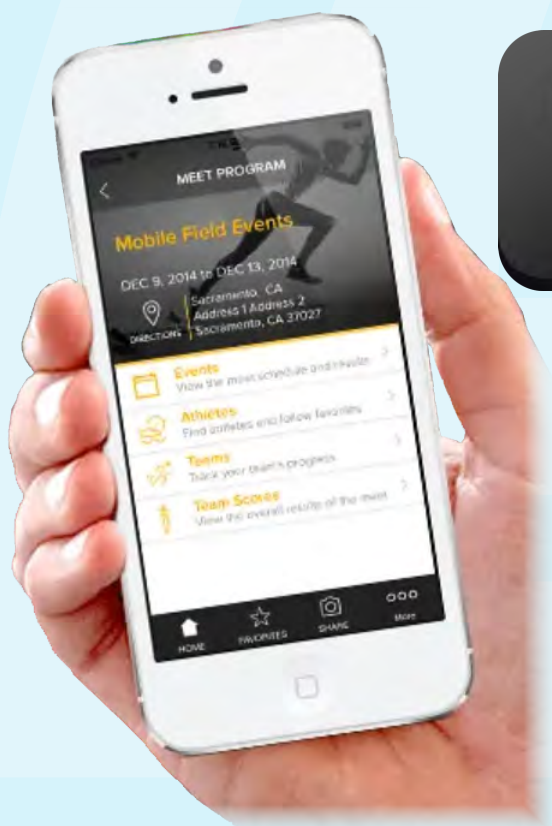 MEET PROGRAM
Mobile Field Events
DEC 9, 2014 to DEC 13, 2014
DIRECTIONS
Sacramento, CA
Address 1 Address 2
Sacramento, CA 37027
Events
View the meet schedule and results
Athletes
Find athletes and follow favorites
Teams
Track your team's progress
Team Scores
View the overall results of the meet
HOME
FAVORITES
SHARE
More